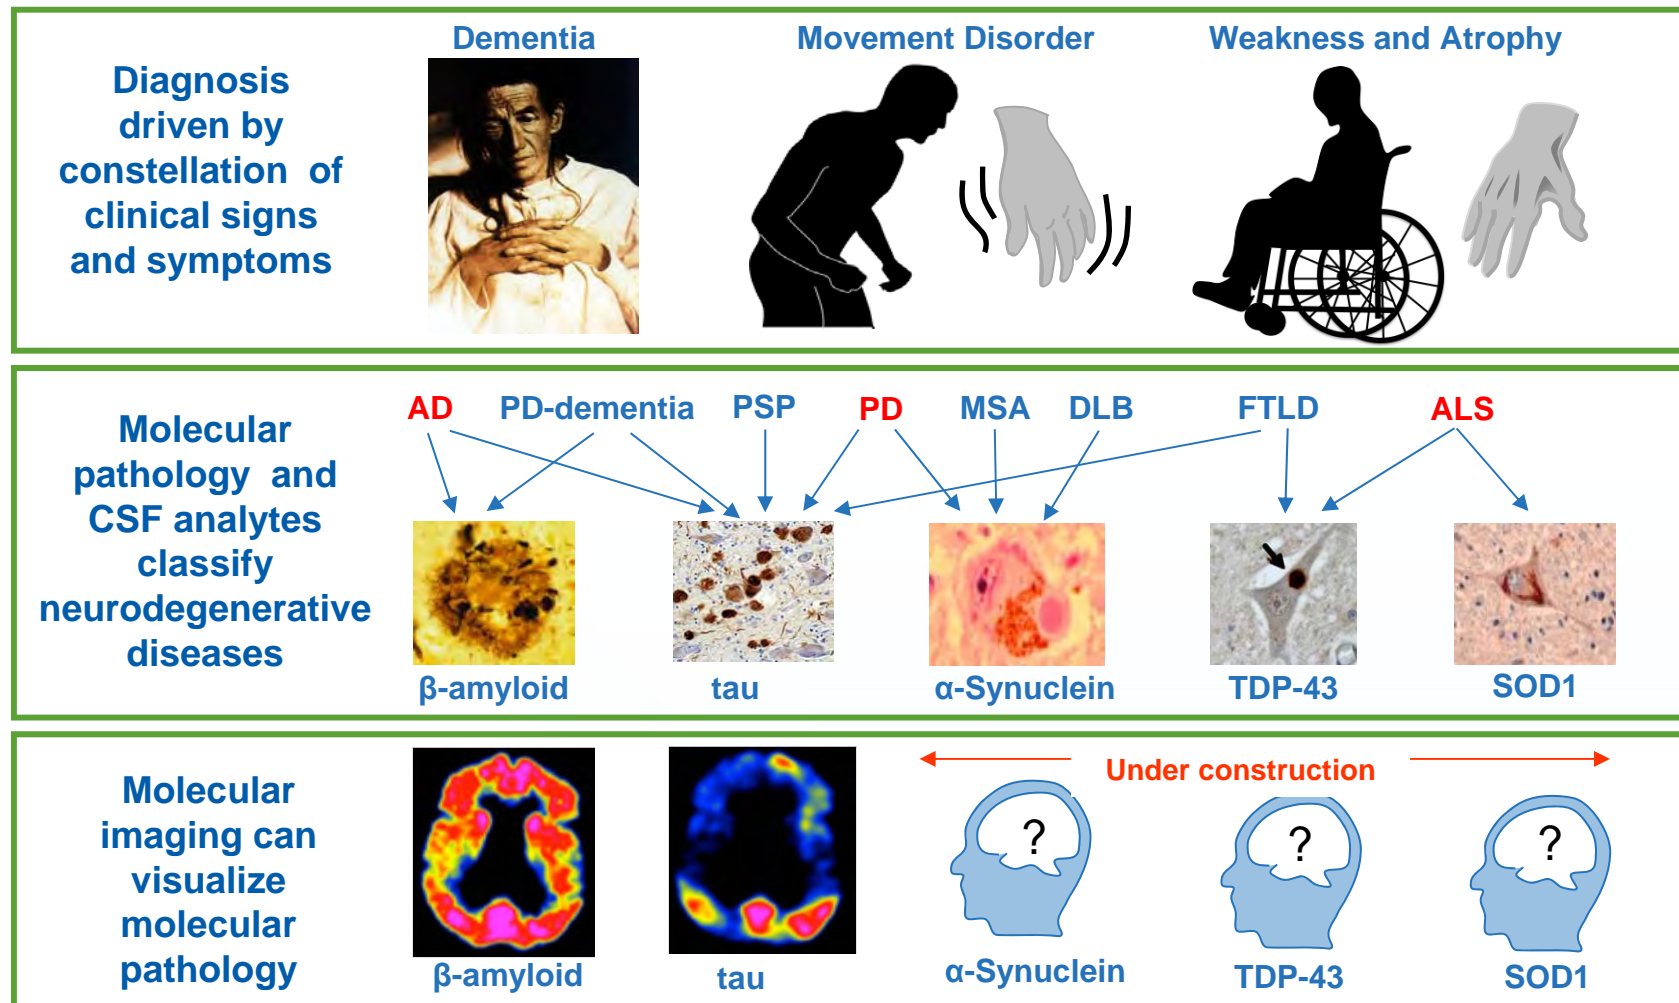 Dementia
Movement Disorder
Weakness and Atrophy
Diagnosis
driven by
constellation of
clinical signs
and symptoms
AD
PD-dementia
PSP
PD
MSA
DLB
FTLD
ALS
Molecular
pathology and
CSF analytes
classify
neurodegenerative
diseases
β-amyloid
tau
α-Synuclein
TDP-43
SOD1
Under construction
Molecular
imaging can
visualize
molecular
pathology
?
?
?
β-amyloid
tau
α-Synuclein
TDP-43
SOD1